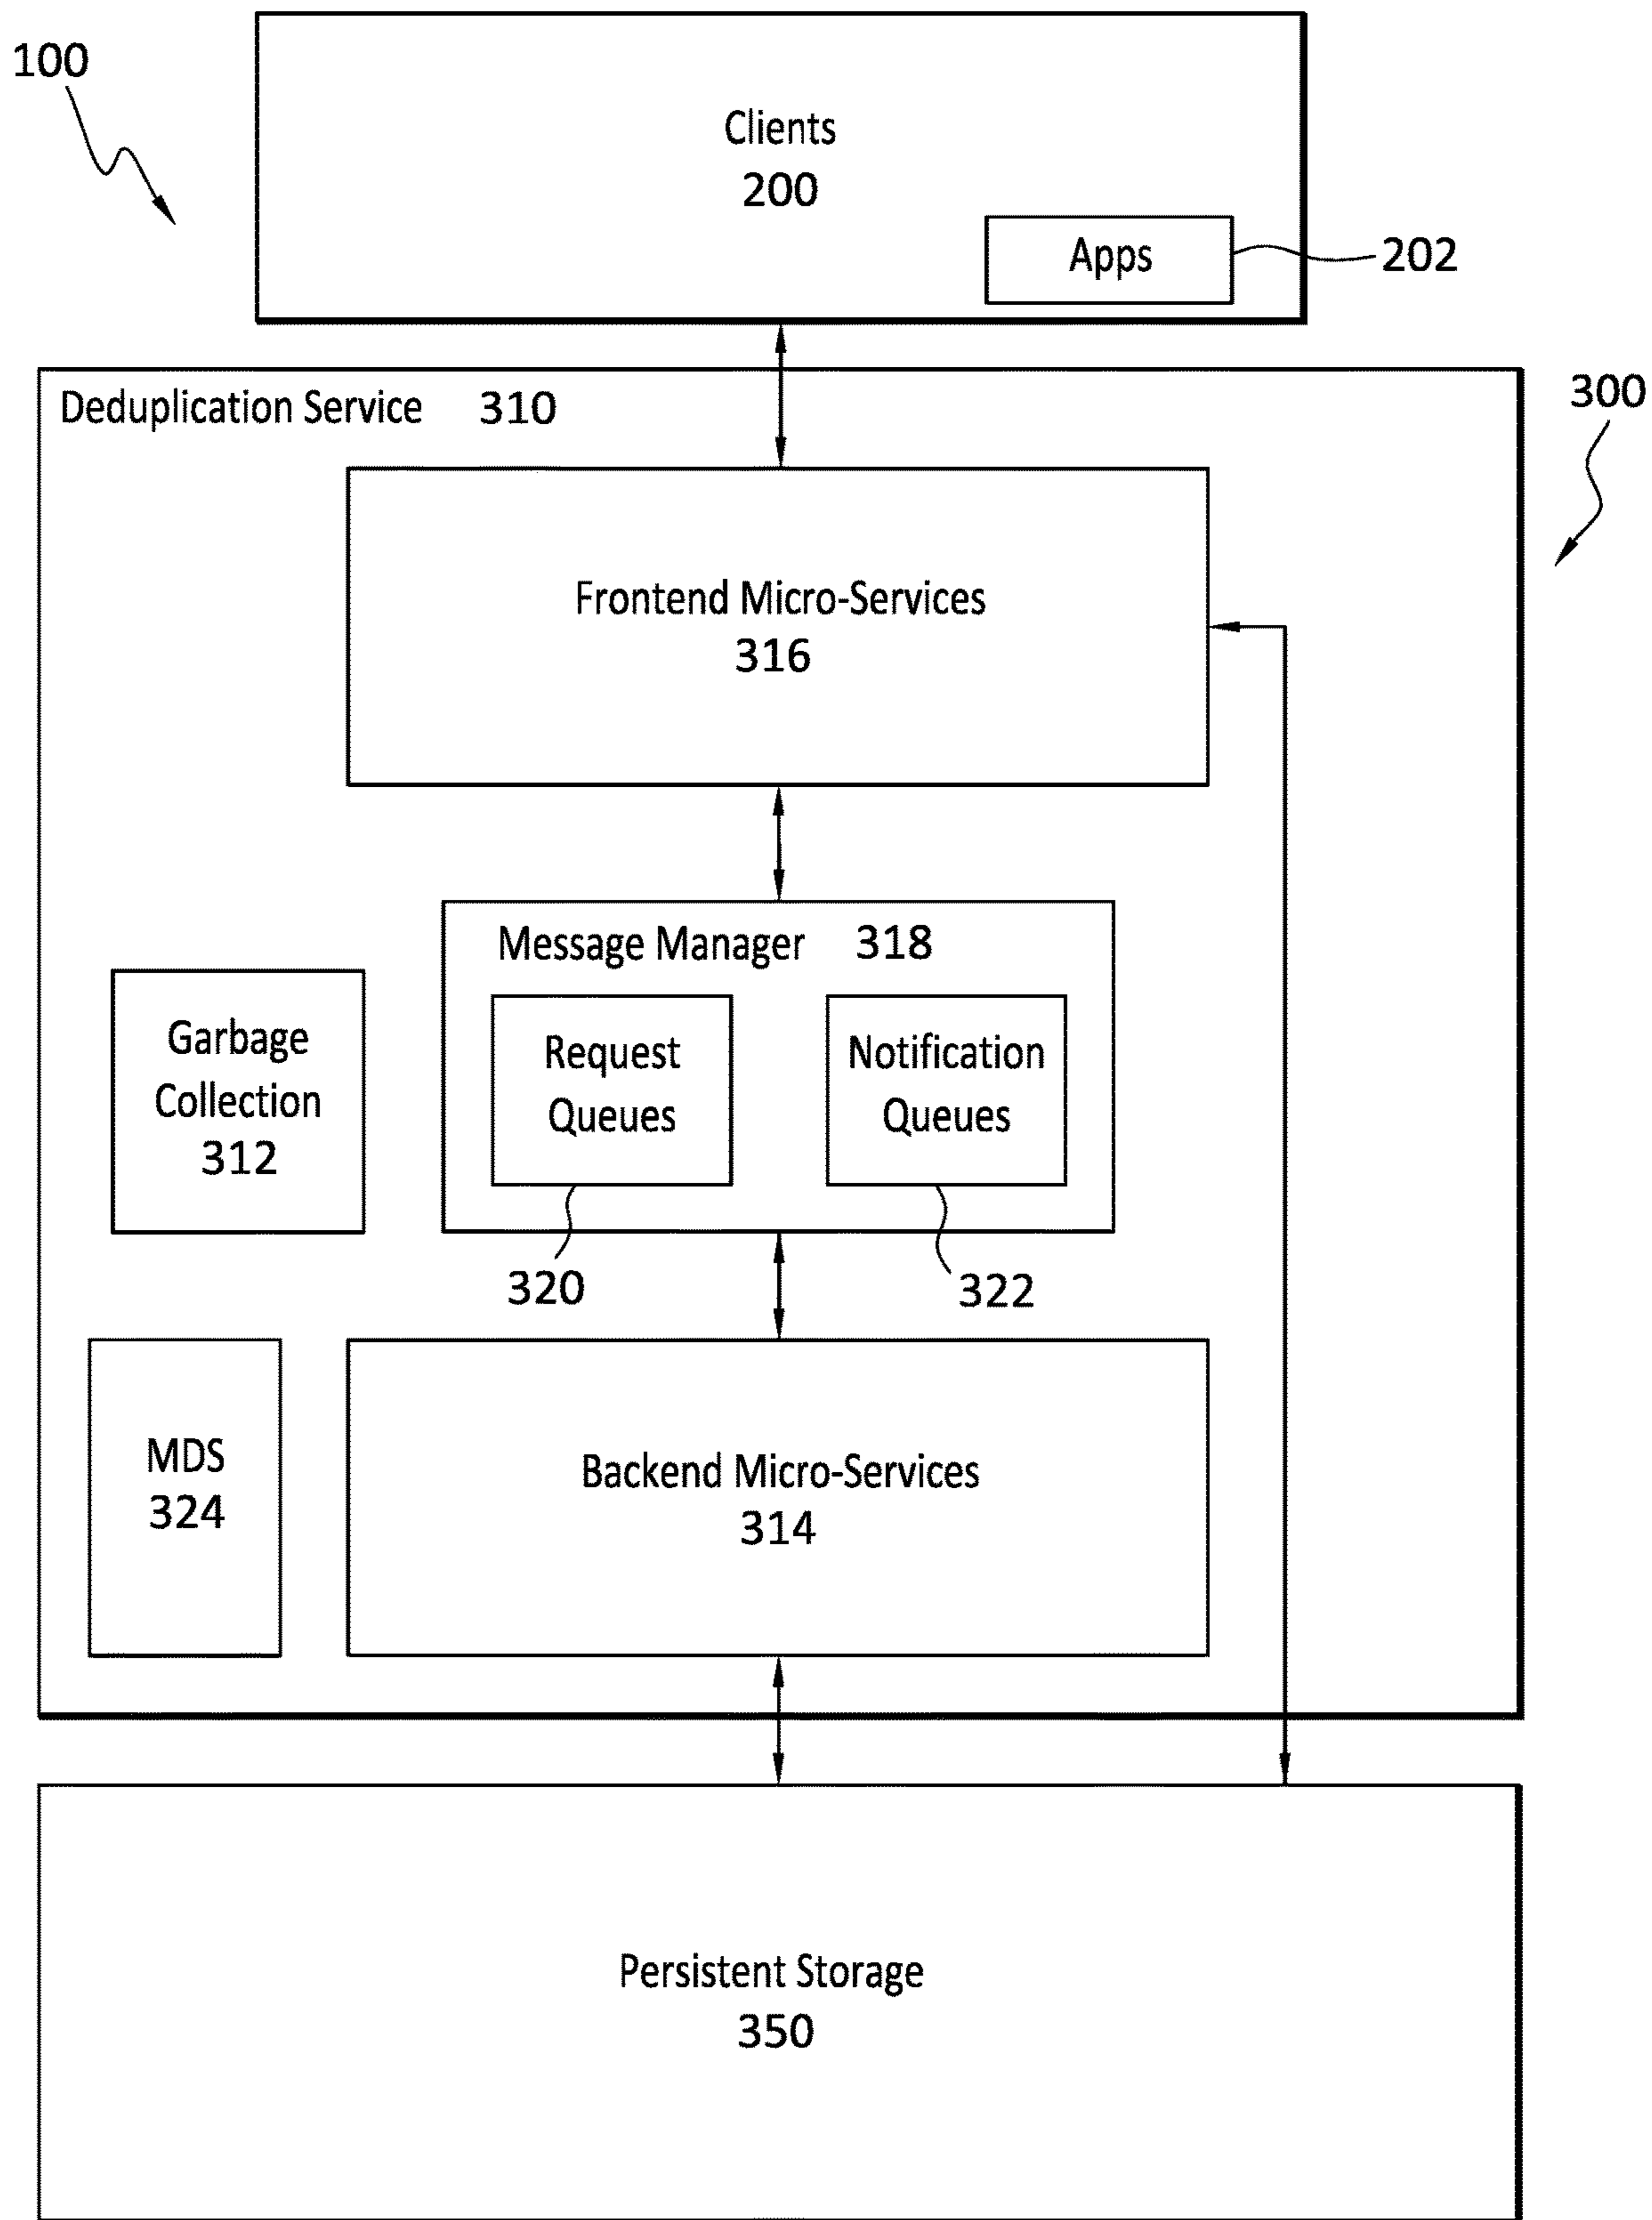 100
Clients
200
Apps
202
Deduplication Service 310
300
Frontend Micro-Services
316
Message Manager 318
Garbage
Collection
312
Request
Queues
Notification
Queues
320
322
MDS
324
Backend Micro-Services
314
Persistent Storage
350